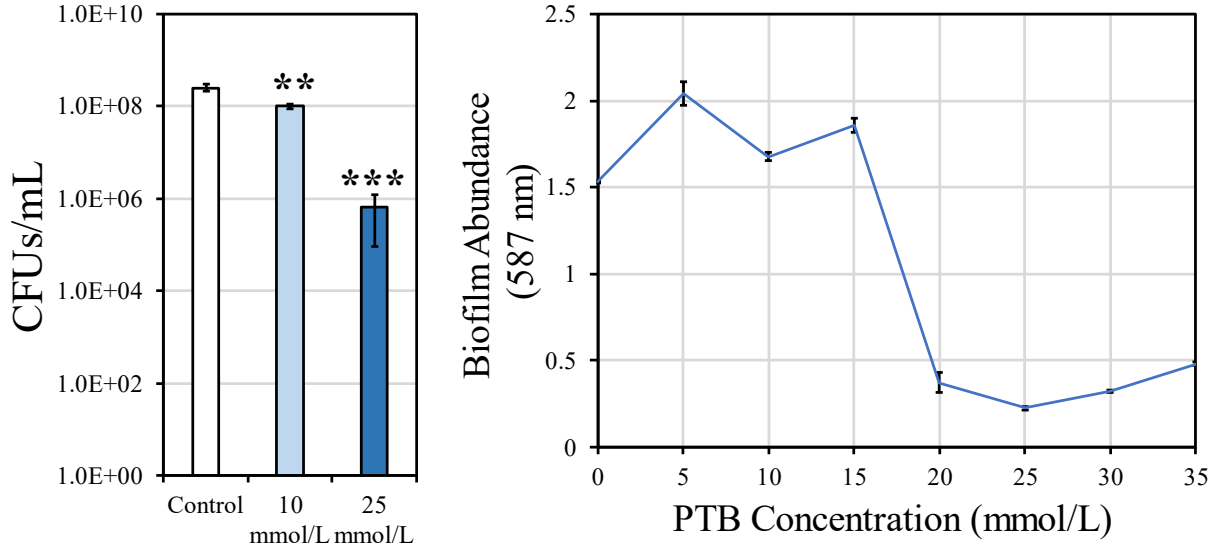 CFUs/mL
1.0E+10
1.0E+08
1.0E+06
1.0E+04
1.0E+02
1.0E+00
**
***
Control
10
mmol/L
25
mmol/L
Biofilm Abundance
(587 nm)
2.5
2
1.5
1
0.5
0
0 5 10 15 20 25 30 35
PTB Concentration (mmol/L)